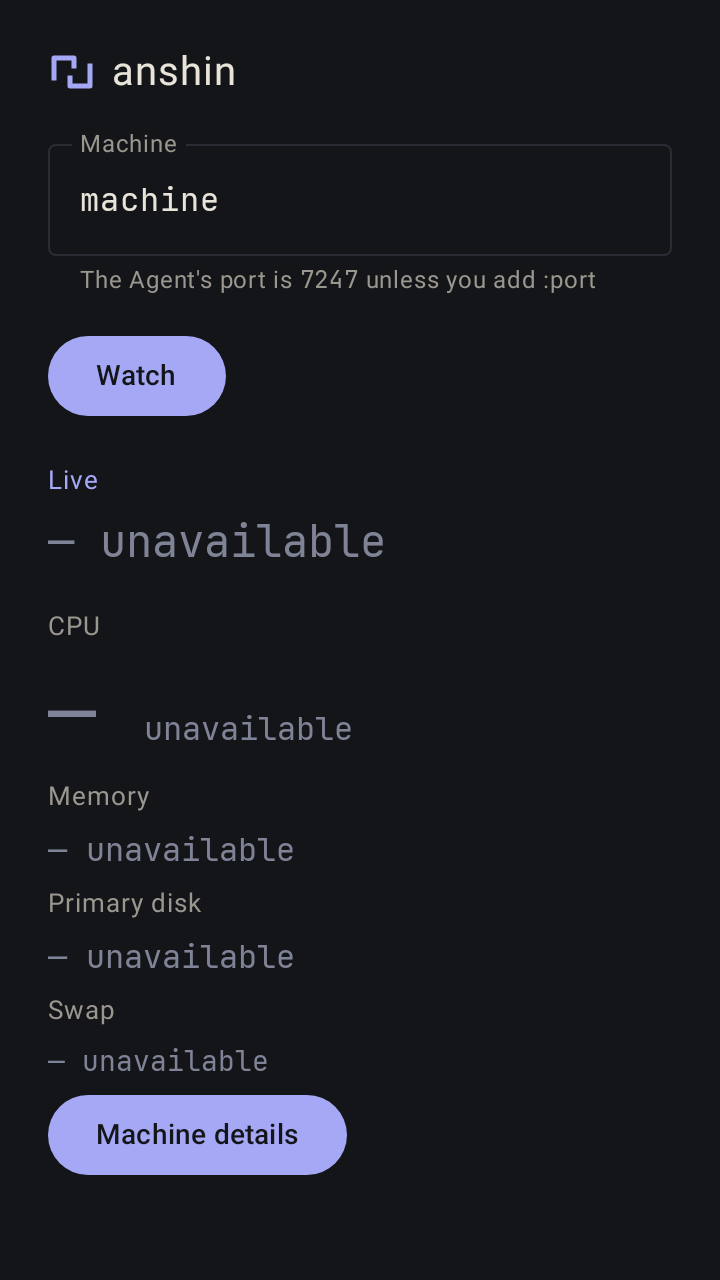 anshin
Machine
machine
The Agent's port is 7247 unless you add :port
Watch
Live
— unavailable
CPU
— unavailable
Memory
— unavailable
Primary disk
— unavailable
Swap
— unavailable
Machine details